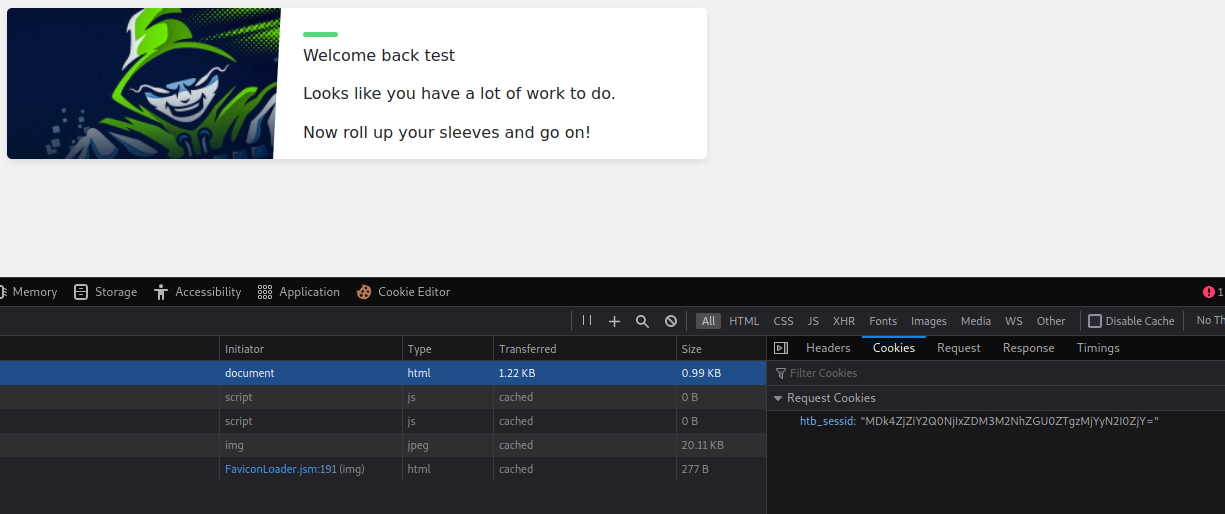 Welcome back test
Looks like you have a lot of work to do.
Now roll up your sleeves and go on!
Memory Storage Accessibility Application Cookie Editor 1
All HTML CSS JS XHR Fonts Images Media WS Other Disable Cache No Th
Initiator Type Transferred Size
document html 1.22 KB 0.99 KB
script js cached 0 B
script js cached 0 B
img jpeg cached 20.11 KB
FaviconLoader.jsm:191 (img) html cached 277 B
Headers Cookies Request Response Timings
Filter Cookies
Request Cookies
htb_sessid: "MDk4ZjZiY2Q0NjIxZDM3M2NhZGU0ZTgzMjYyN2I0ZjY="